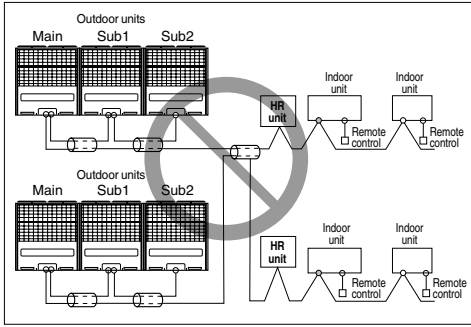 Outdoor units
Main Sub1 Sub2
HR
unit
Indoor
unit
Indoor
unit
Remote
control
Remote
control
Outdoor units
Main Sub1 Sub2
HR
unit
Indoor
unit
Indoor
unit
Remote
control
Remote
control